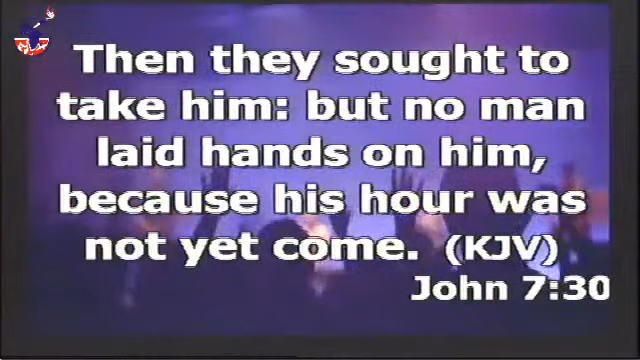 Then they sought to
take him: but no man
laid hands on him,
because his hour was
not yet come. (KJV)
John 7:30